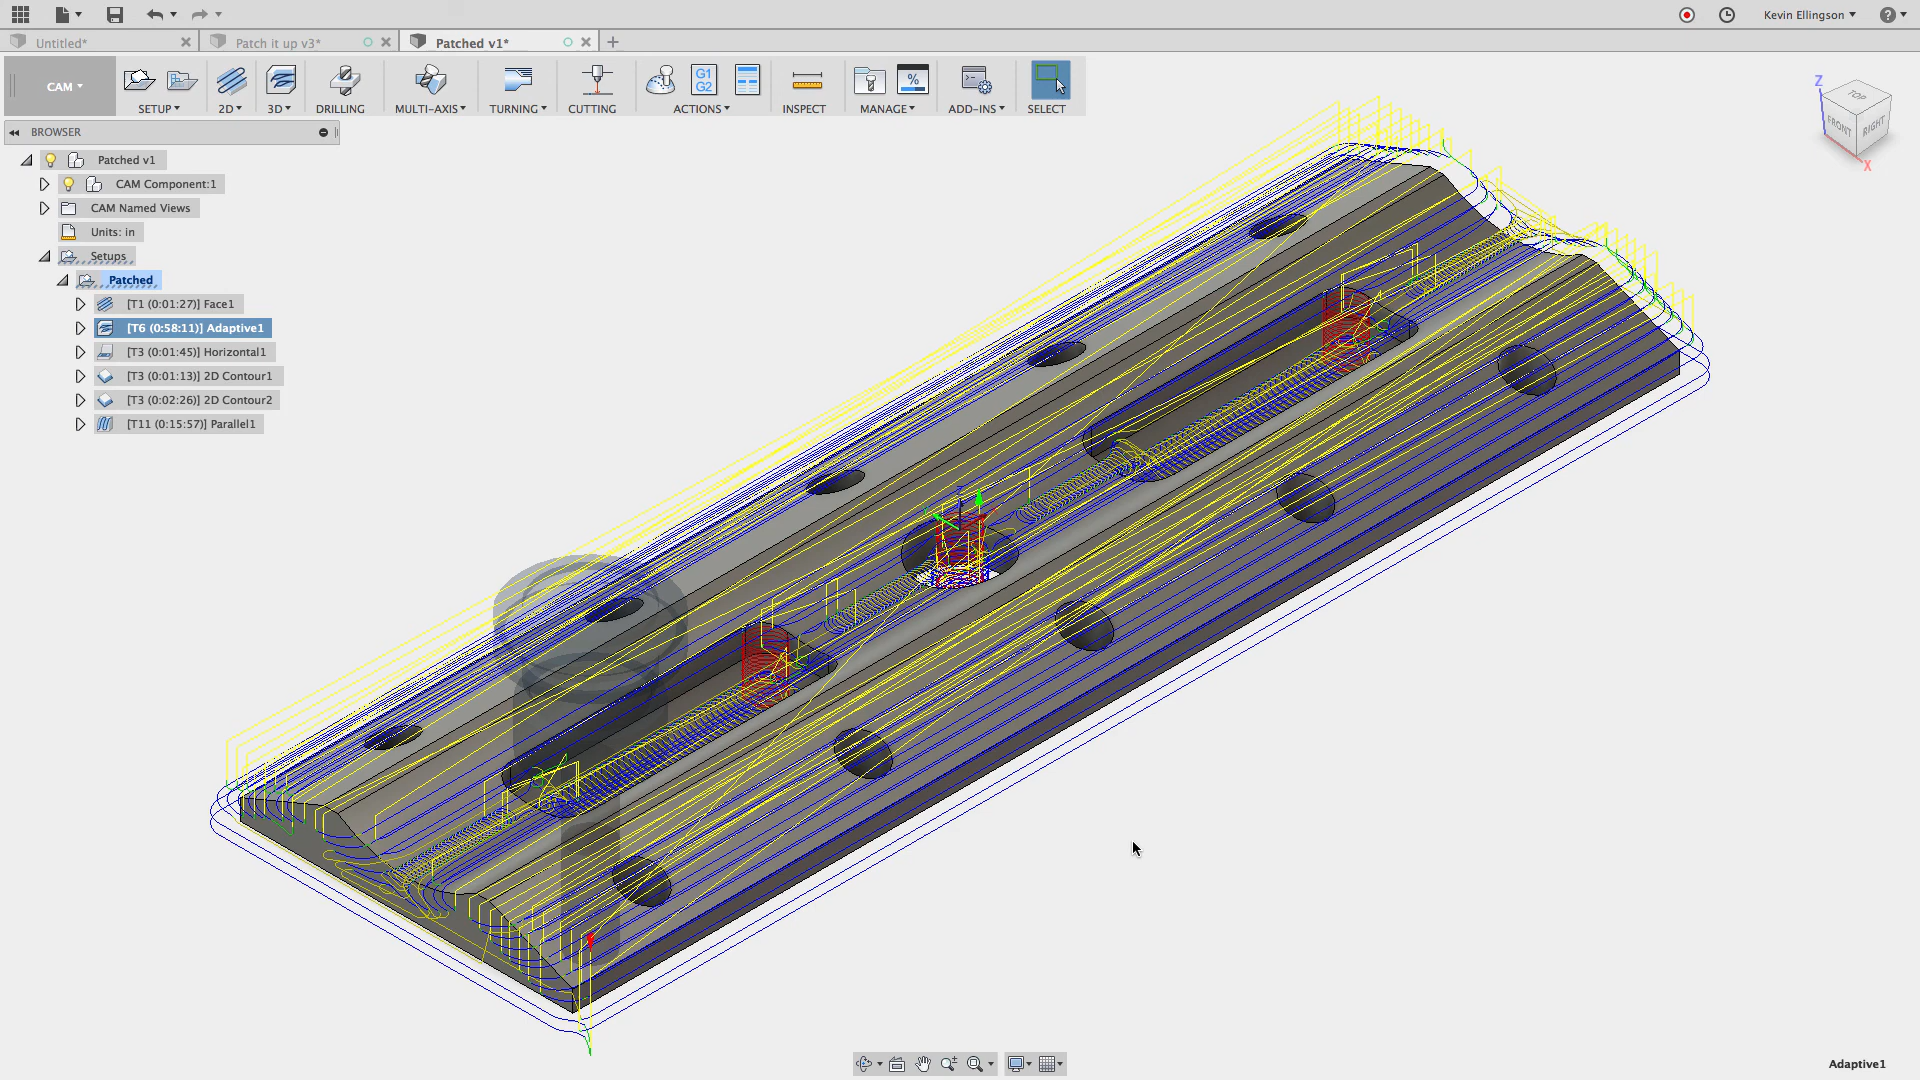 Kevin Ellingson
Untitled*
Patch it up v3*
Patched v1*
CAM
G1
G2
%
SETUP
2D
3D
DRILLING
MULTI-AXIS
TURNING
CUTTING
ACTIONS
INSPECT
MANAGE
ADD-INS
SELECT
BROWSER
Patched v1
CAM Component:1
CAM Named Views
Units: in
Setups
Patched
[T1 (0:01:27)] Face1
[T6 (0:58:11)] Adaptive1
[T3 (0:01:45)] Horizontal1
[T3 (0:01:13)] 2D Contour1
[T3 (0:02:26)] 2D Contour2
[T11 (0:15:57)] Parallel1
Z
TOP
FRONT
RIGHT
X
Z
Adaptive1